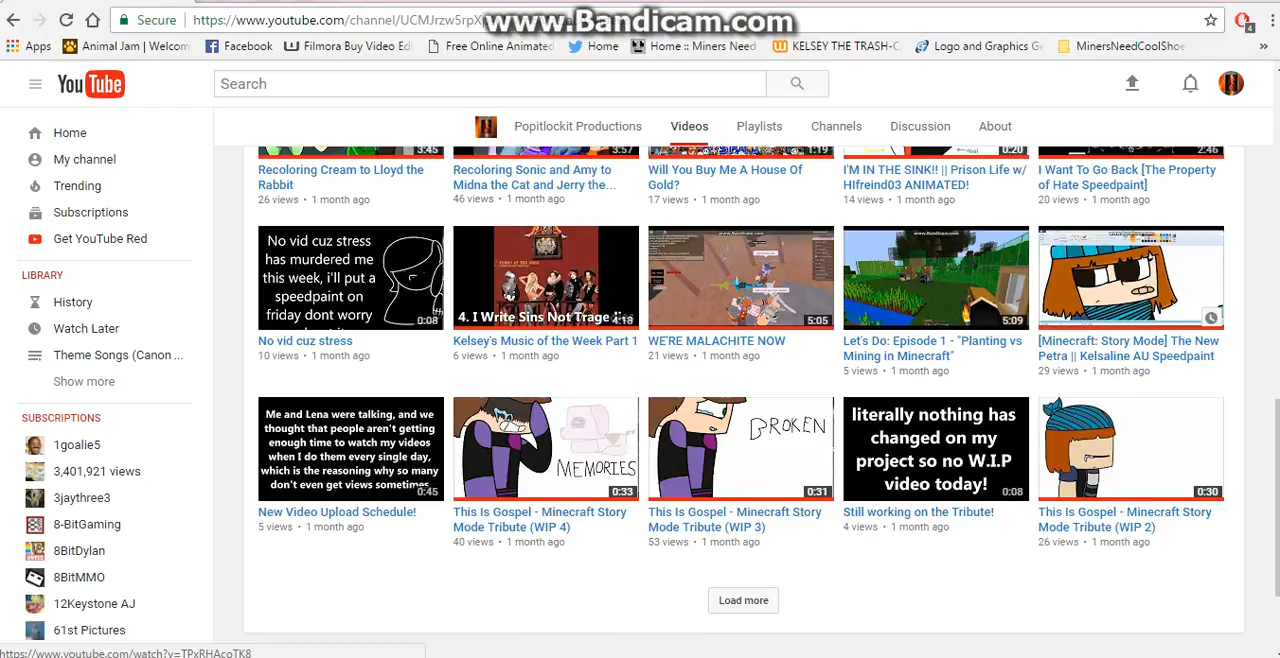 Secure https://www.youtube.com/channel/UCMJrzw5rpX
www.Bandicam.com
Apps Animal Jam | Welcom Facebook Filmora Buy Video Ed Free Online Animated Home Home :: Miners Need KELSEY THE TRASH-C Logo and Graphics Ge MinersNeedCoolShoe »
YouTube Search
4
Popitlockit Productions Videos Playlists Channels Discussion About
Home
My channel
Trending
Subscriptions
Get YouTube Red
LIBRARY
History
Watch Later
Theme Songs (Canon ...
Show more
SUBSCRIPTIONS
1goalie5
3,401,921 views
3jaythree3
8-BitGaming
8BitDylan
8BitMMO
12Keystone AJ
61st Pictures
3:45
Recoloring Cream to Lloyd the
Rabbit
26 views • 1 month ago
3:57
Recoloring Sonic and Amy to
Midna the Cat and Jerry the...
46 views • 1 month ago
1:19
Will You Buy Me A House Of
Gold?
17 views • 1 month ago
0:20
I'M IN THE SINK!! || Prison Life w/
HIfreind03 ANIMATED!
14 views • 1 month ago
2:46
I Want To Go Back [The Property
of Hate Speedpaint]
20 views • 1 month ago
No vid cuz stress
has murdered me
this week, i'll put a
speedpaint on
friday dont worry
0:08
No vid cuz stress
10 views • 1 month ago
4. I Write Sins Not Trage
4:18
Kelsey's Music of the Week Part 1
6 views • 1 month ago
5:05
WE'RE MALACHITE NOW
21 views • 1 month ago
www.Bandicam.com
5:09
Let's Do: Episode 1 - "Planting vs
Mining in Minecraft"
5 views • 1 month ago
[Minecraft: Story Mode] The New
Petra || Kelsaline AU Speedpaint
29 views • 1 month ago
Me and Lena were talking, and we
thought that people aren't getting
enough time to watch my videos
when I do them every single day,
which is the reasoning why so many
don't even get views sometimes.
0:45
New Video Upload Schedule!
5 views • 1 month ago
MEMORIES
0:33
This Is Gospel - Minecraft Story
Mode Tribute (WIP 4)
40 views • 1 month ago
BROKEN
0:31
This Is Gospel - Minecraft Story
Mode Tribute (WIP 3)
53 views • 1 month ago
literally nothing has
changed on my
project so no W.I.P
video today!
0:08
Still working on the Tribute!
4 views • 1 month ago
0:30
This Is Gospel - Minecraft Story
Mode Tribute (WIP 2)
26 views • 1 month ago
Load more
https://www.youtube.com/watch?v=TPxRHAcoTK8